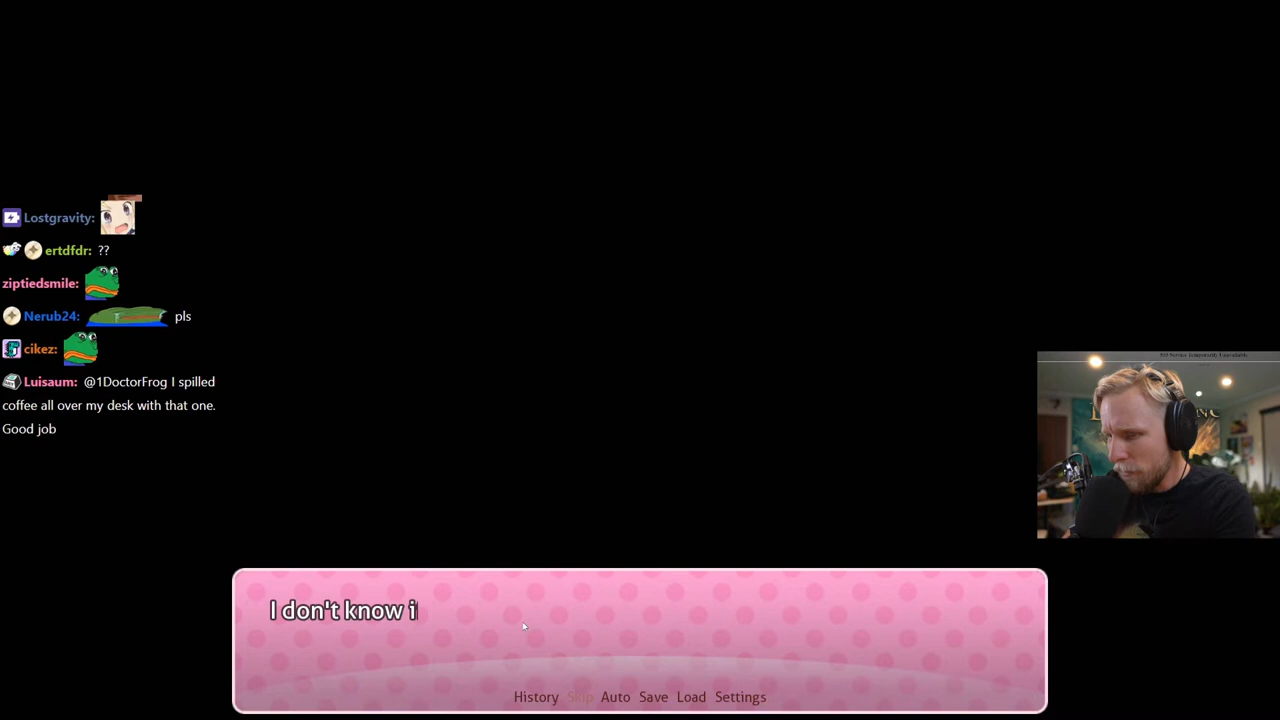 Lostgravity:
ertdfdr: ??
ziptiedsmile:
Nerub24: pls
cikez:
Luisaum: @1DoctorFrog I spilled
coffee all over my desk with that one.
Good job
I don't know i
History Skip Auto Save Load Settings